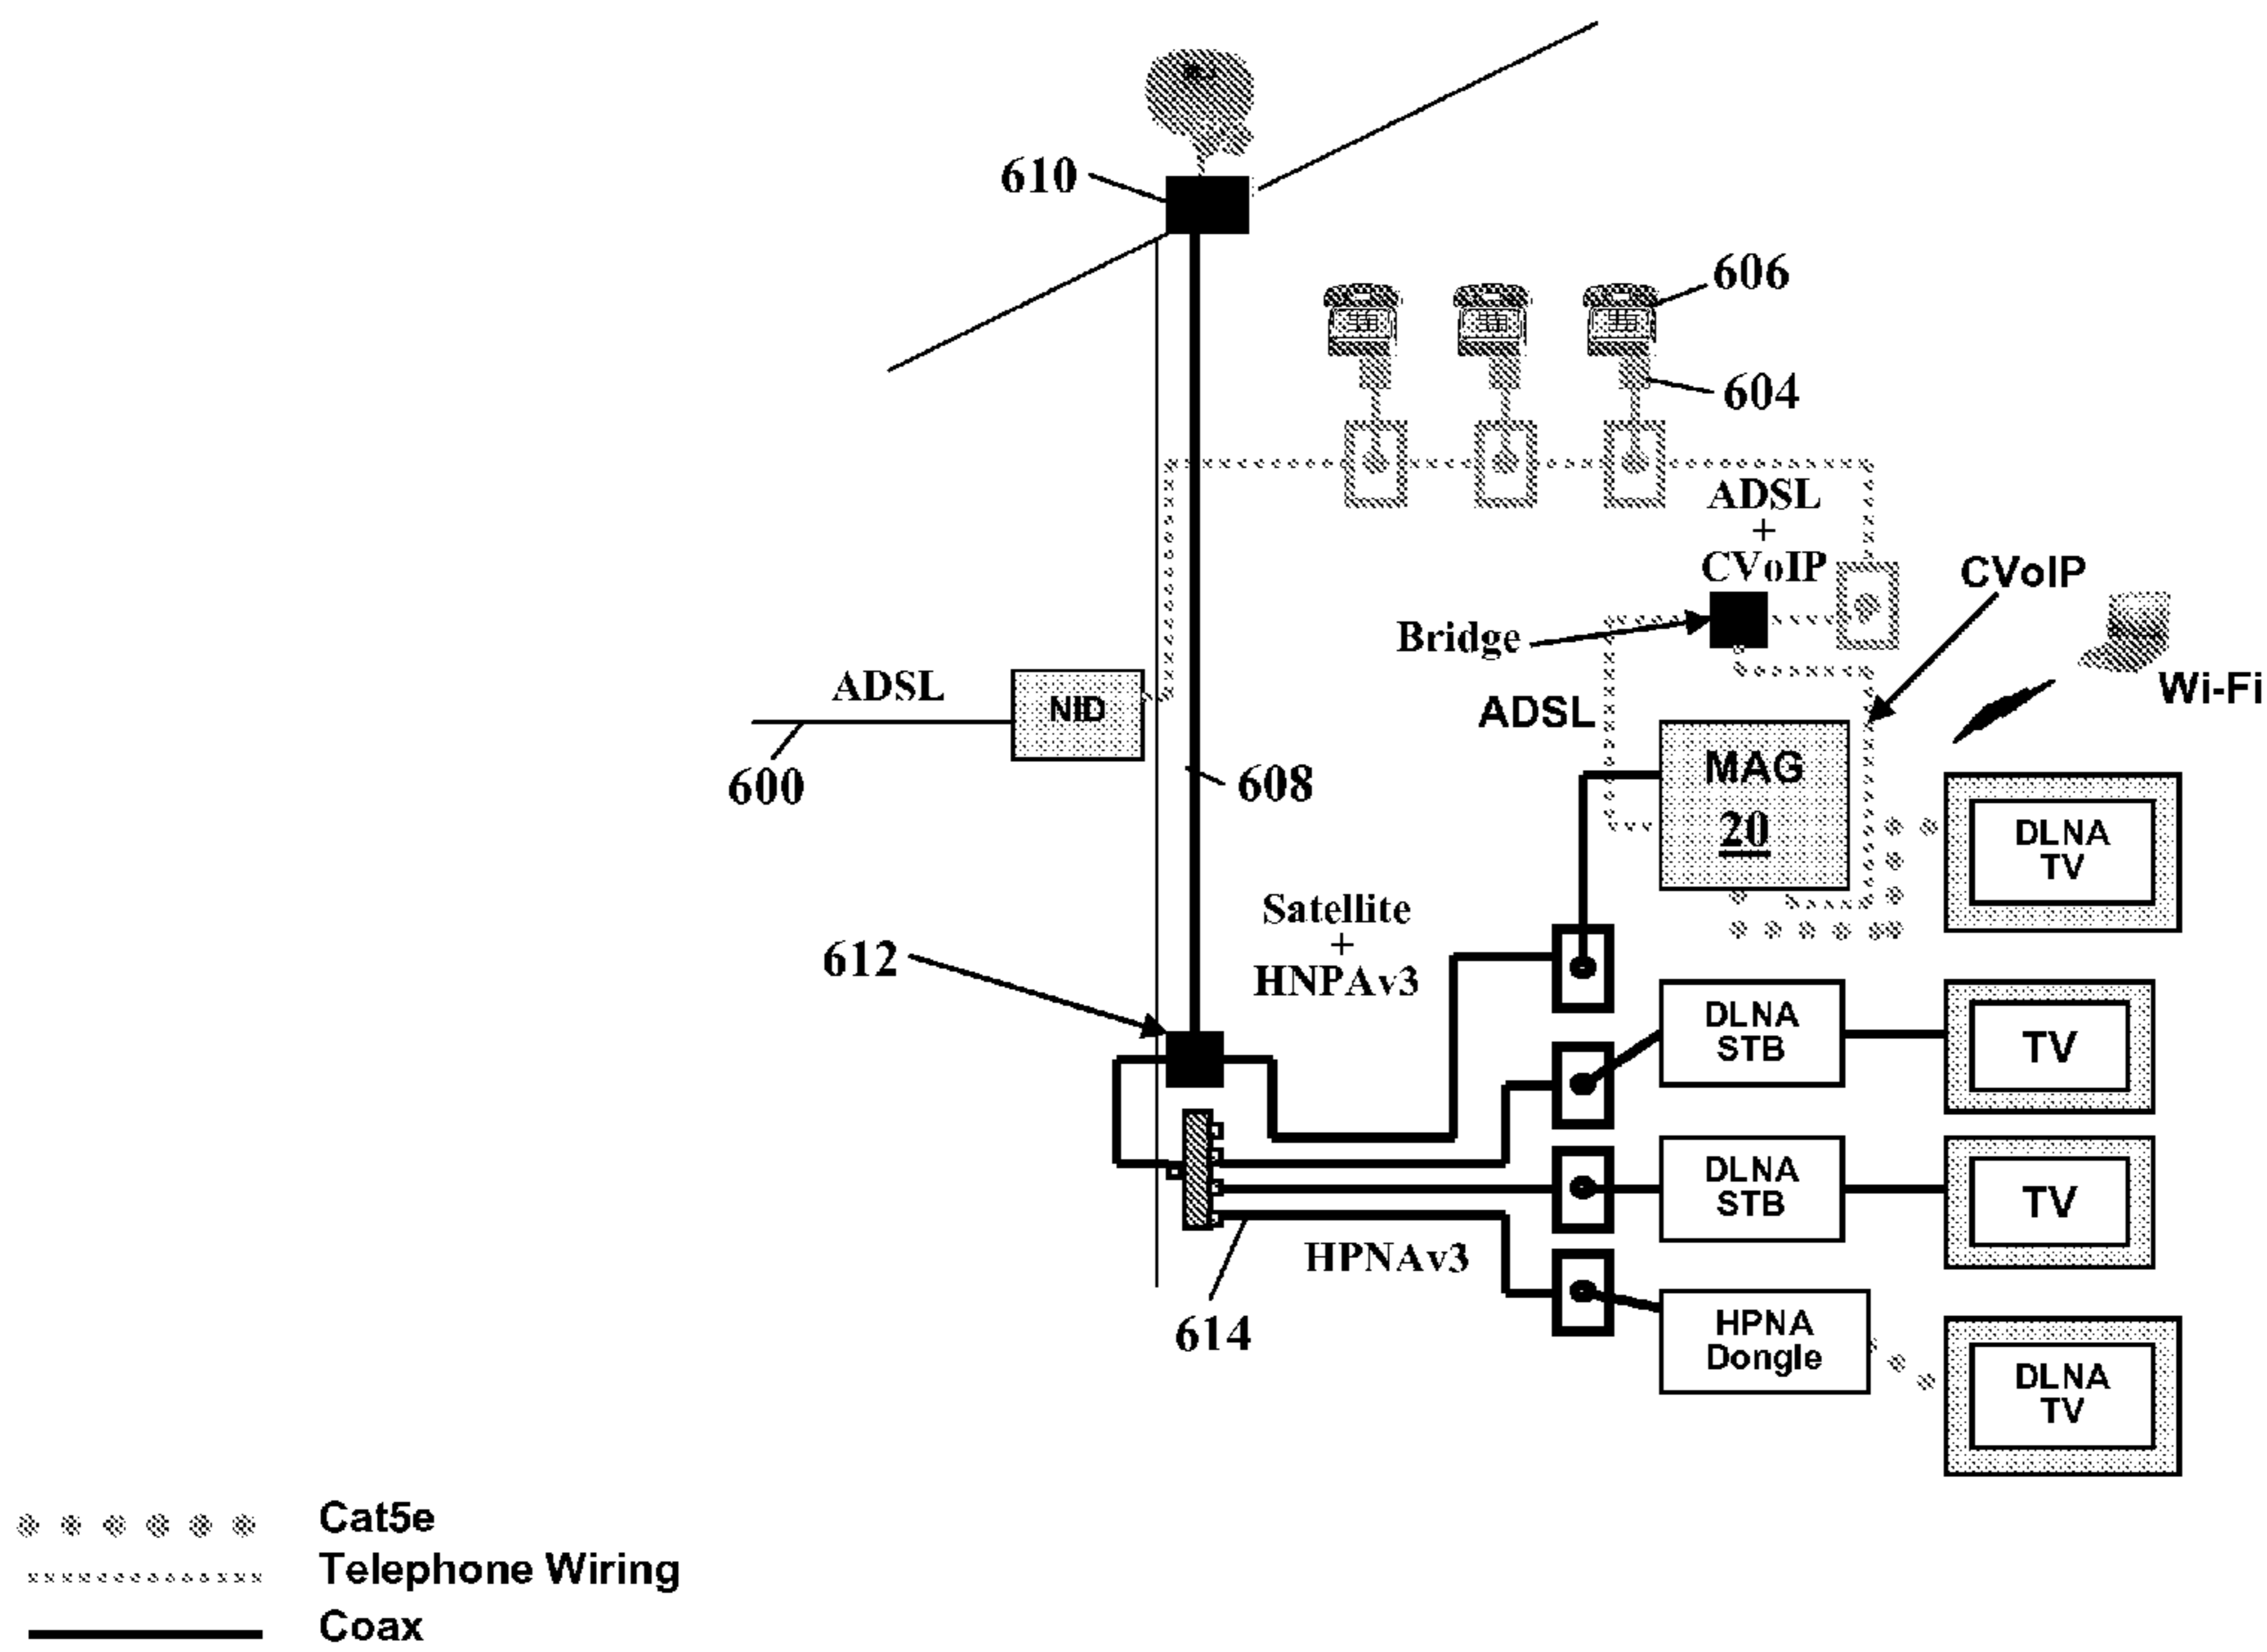 610
606
604
ADSL
+
CVoIP
CVoIP
Bridge
Wi-Fi
ADSL
NID
ADSL
600
608
MAG
20
DLNA
TV
Satellite
+
HNPAv3
612
DLNA
STB
TV
DLNA
STB
TV
HPNAv3
614
HPNA
Dongle
DLNA
TV
Cat5e
Telephone Wiring
Coax